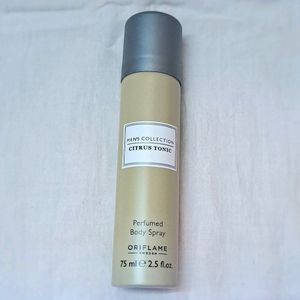 MENS COLLECTION
CITRUS TONIC
Perfumed
Body Spray
ORIFLAME
SWEDEN
75 ml ℮ 2.5 fl.oz.